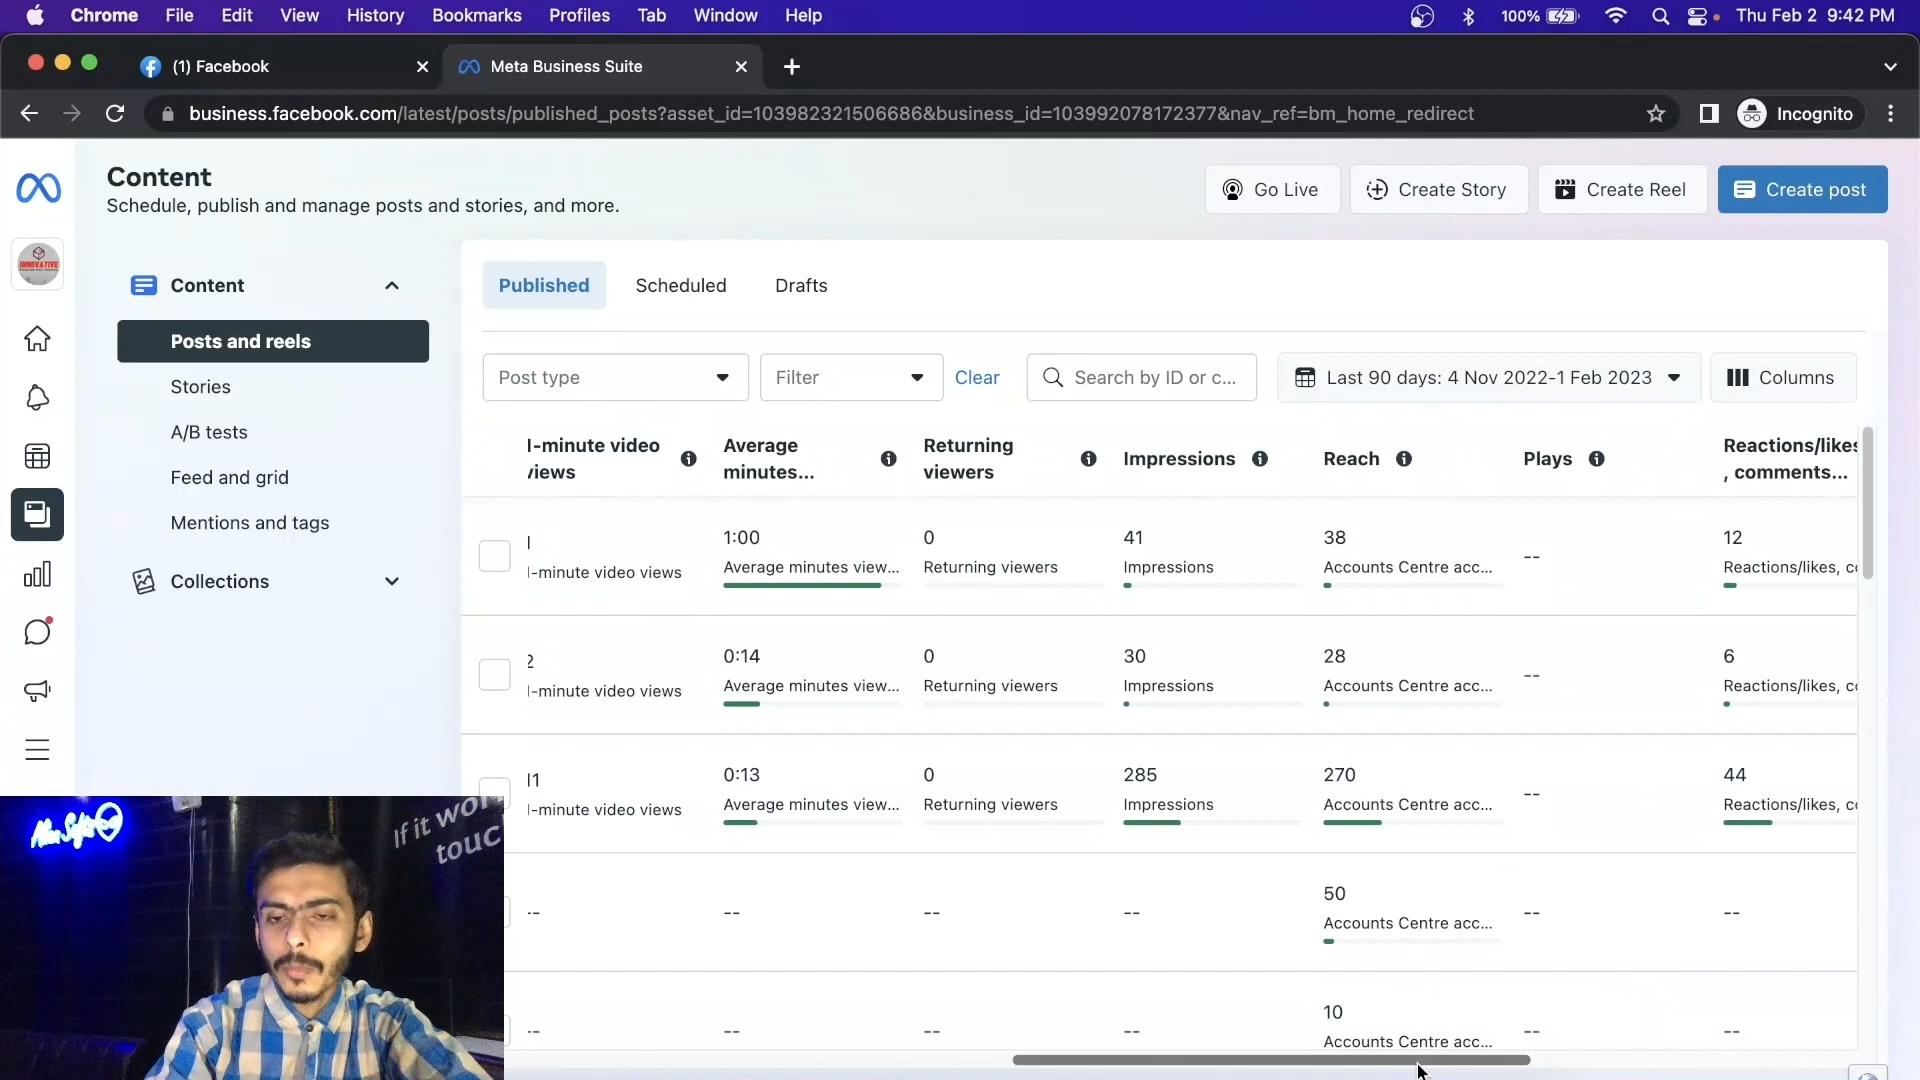 Chrome File Edit View History Bookmarks Profiles Tab Window Help 100% Thu Feb 2 9:42 PM
(1) Facebook Meta Business Suite
business.facebook.com/latest/posts/published_posts?asset_id=103982321506686&business_id=103992078172377&nav_ref=bm_home_redirect Incognito
Content
Schedule, publish and manage posts and stories, and more.
Go Live Create Story Create Reel Create post
INNOVATIVE
Content
Posts and reels
Stories
A/B tests
Feed and grid
Mentions and tags
Collections
Published Scheduled Drafts
Post type Filter Clear Search by ID or c... Last 90 days: 4 Nov 2022-1 Feb 2023 Columns
1-minute video views Average minutes... Returning viewers Impressions Reach Plays Reactions/likes, comments...
1 1:00 0 41 38 -- 12
1-minute video views Average minutes view... Returning viewers Impressions Accounts Centre acc... Reactions/likes, c
2 0:14 0 30 28 -- 6
1-minute video views Average minutes view... Returning viewers Impressions Accounts Centre acc... Reactions/likes, c
11 0:13 0 285 270 -- 44
1-minute video views Average minutes view... Returning viewers Impressions Accounts Centre acc... Reactions/likes, c
-- -- -- -- 50 -- --
Accounts Centre acc...
-- -- -- -- 10 -- --
Accounts Centre acc...
If it wor
touc